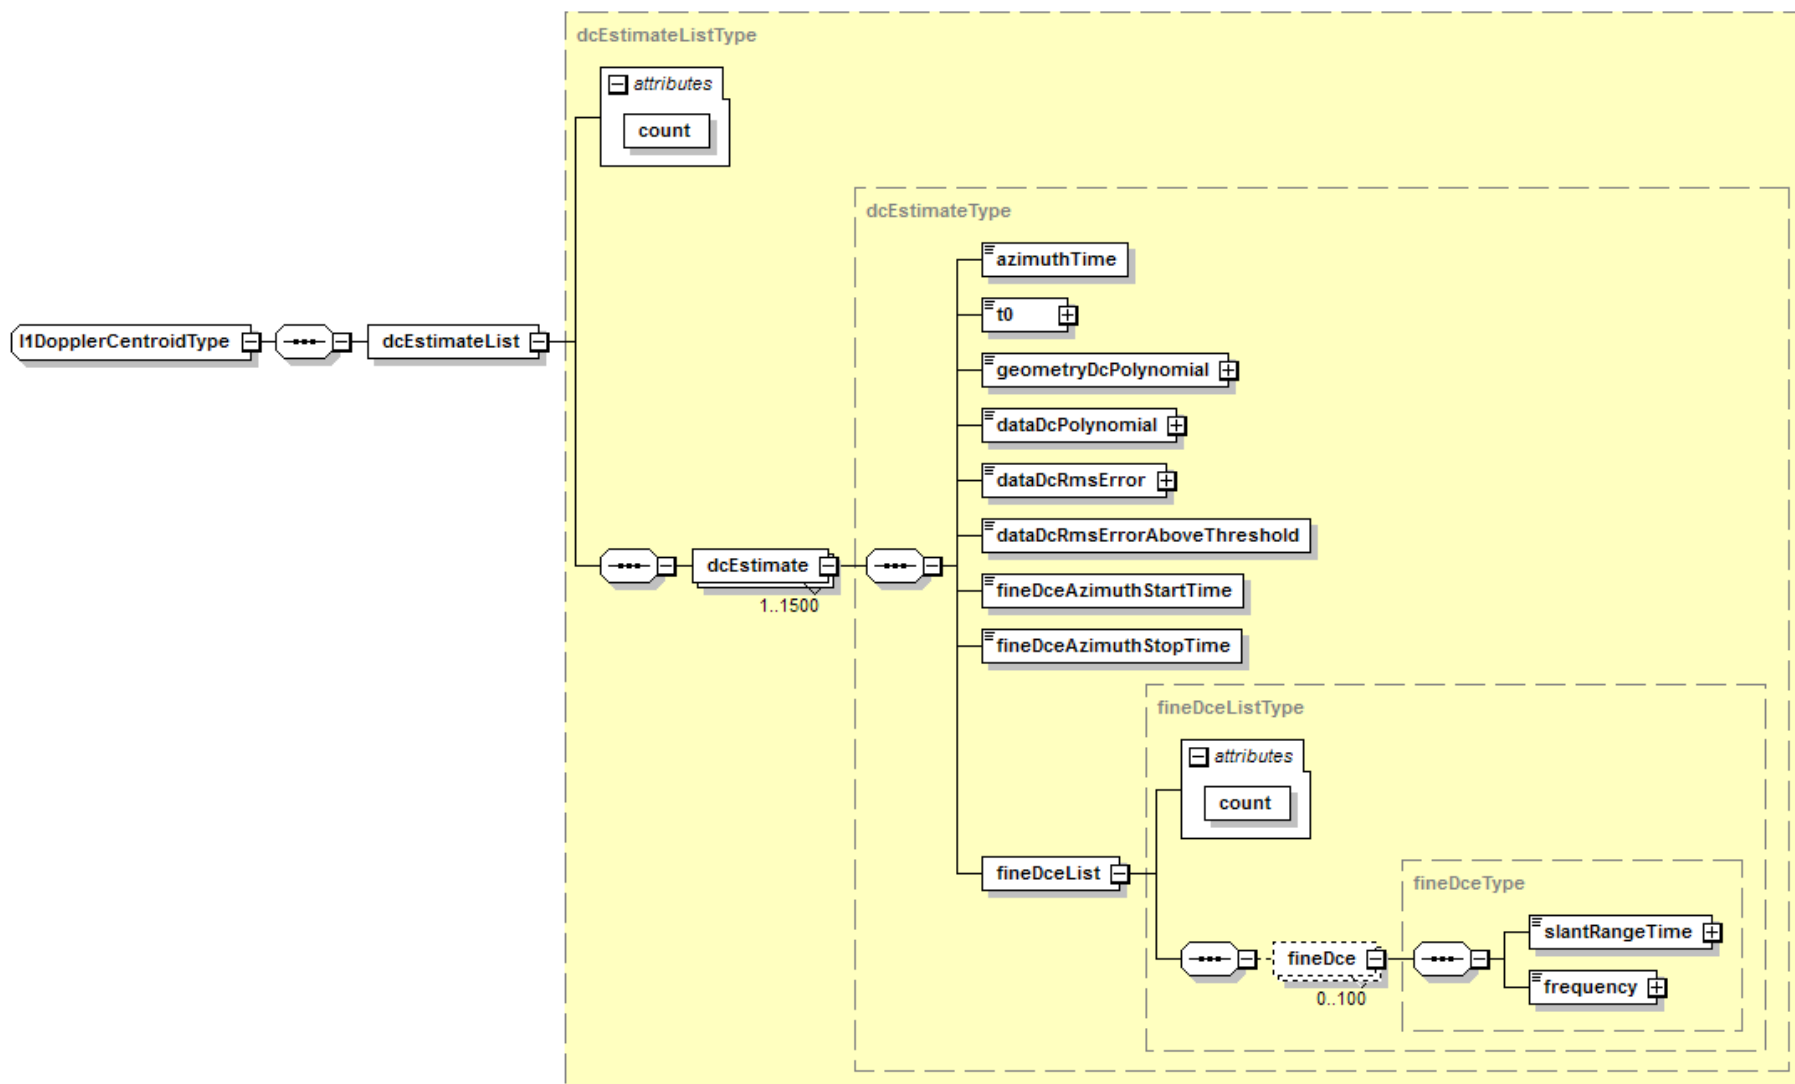 dcEstimateListType
attributes
count
dcEstimateType
azimuthTime
t0
l1DopplerCentroidType
dcEstimateList
geometryDcPolynomial
dataDcPolynomial
dataDcRmsError
dataDcRmsErrorAboveThreshold
dcEstimate
1..1500
fineDceAzimuthStartTime
fineDceAzimuthStopTime
fineDceListType
attributes
count
fineDceList
fineDceType
slantRangeTime
fineDce
0..100
frequency